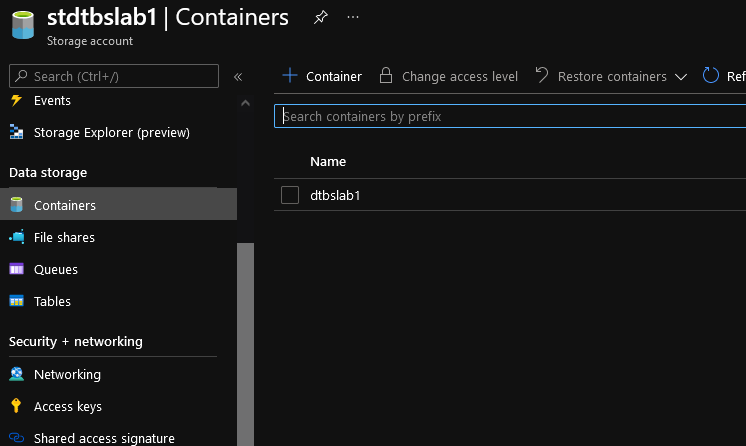 stdtbslab1 | Containers
Storage account
Search (Ctrl+/)
Events
Storage Explorer (preview)
Data storage
Containers
File shares
Queues
Tables
Security + networking
Networking
Access keys
Shared access signature
Container
Change access level
Restore containers
Ref
Search containers by prefix
Name
dtbslab1